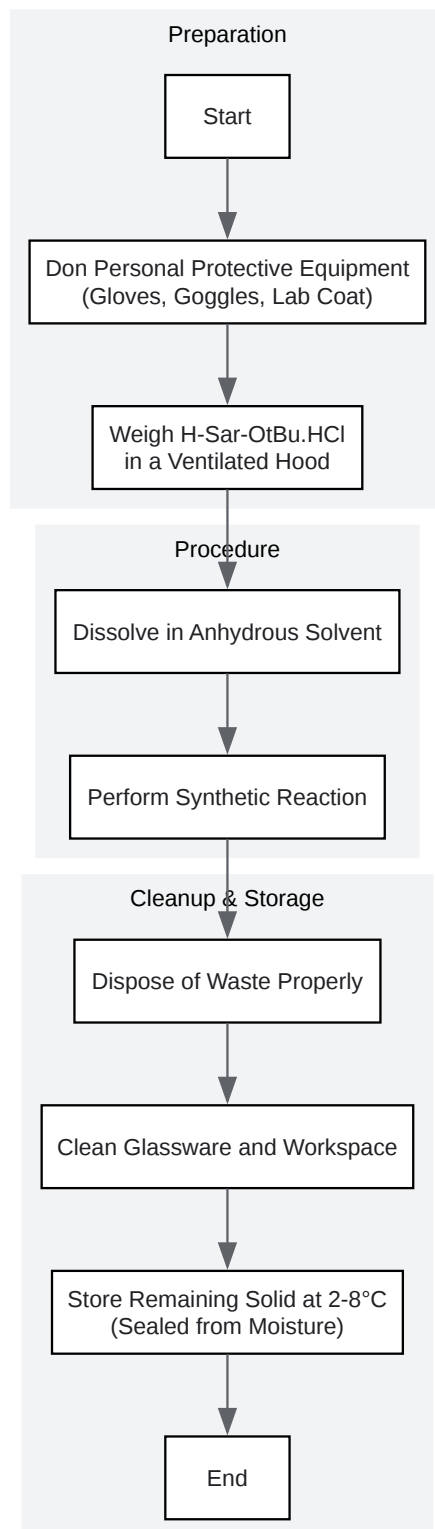 Preparation
Start
Don Personal Protective Equipment
(Gloves, Goggles, Lab Coat)
Weigh H-Sar-OtBu.HCl
in a Ventilated Hood
Procedure
Dissolve in Anhydrous Solvent
Perform Synthetic Reaction
Cleanup & Storage
Dispose of Waste Properly
Clean Glassware and Workspace
Store Remaining Solid at 2-8°C
(Sealed from Moisture)
End